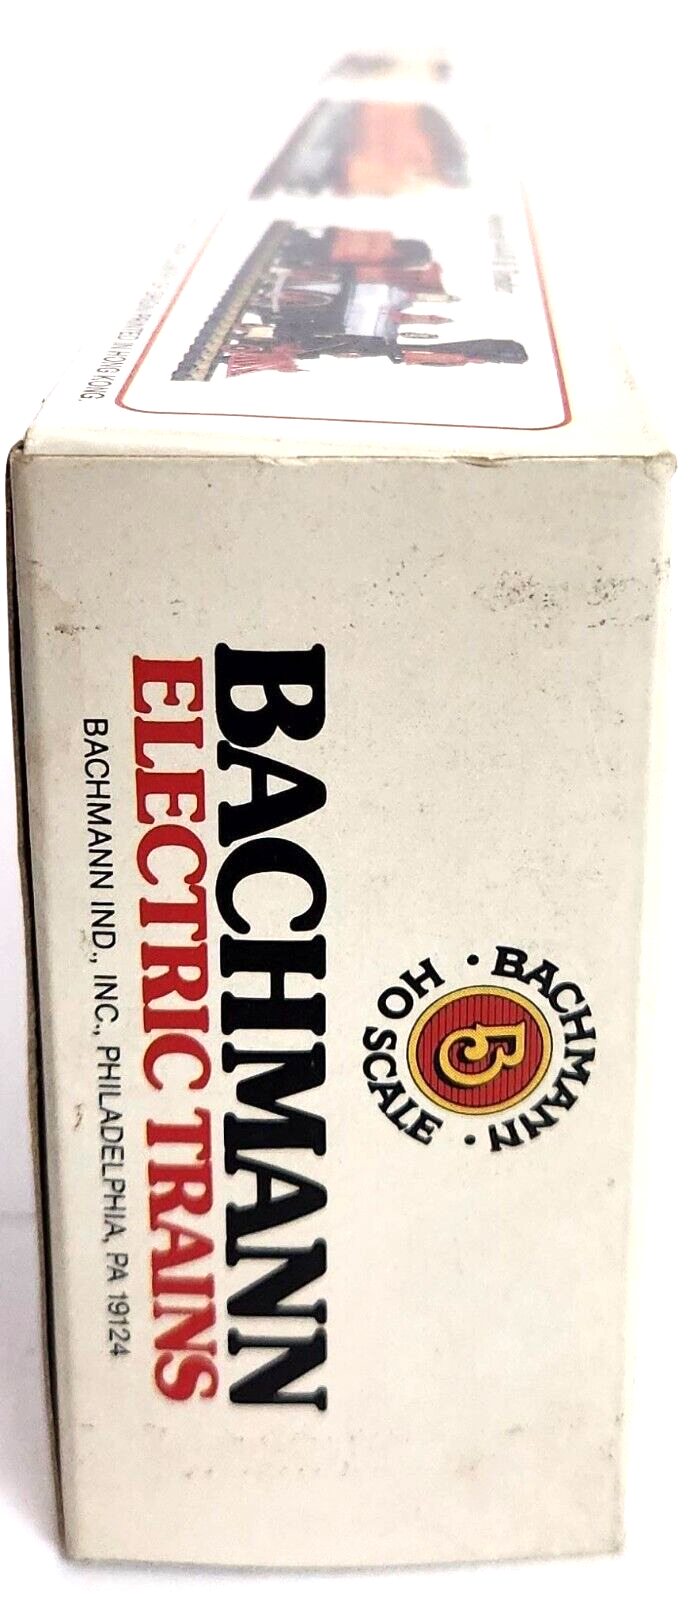 BACHMANN
HO SCALE
B
BACHMANN
ELECTRIC TRAINS
BACHMANN IND., INC., PHILADELPHIA, PA 19124
PRINTED IN HONG KONG.